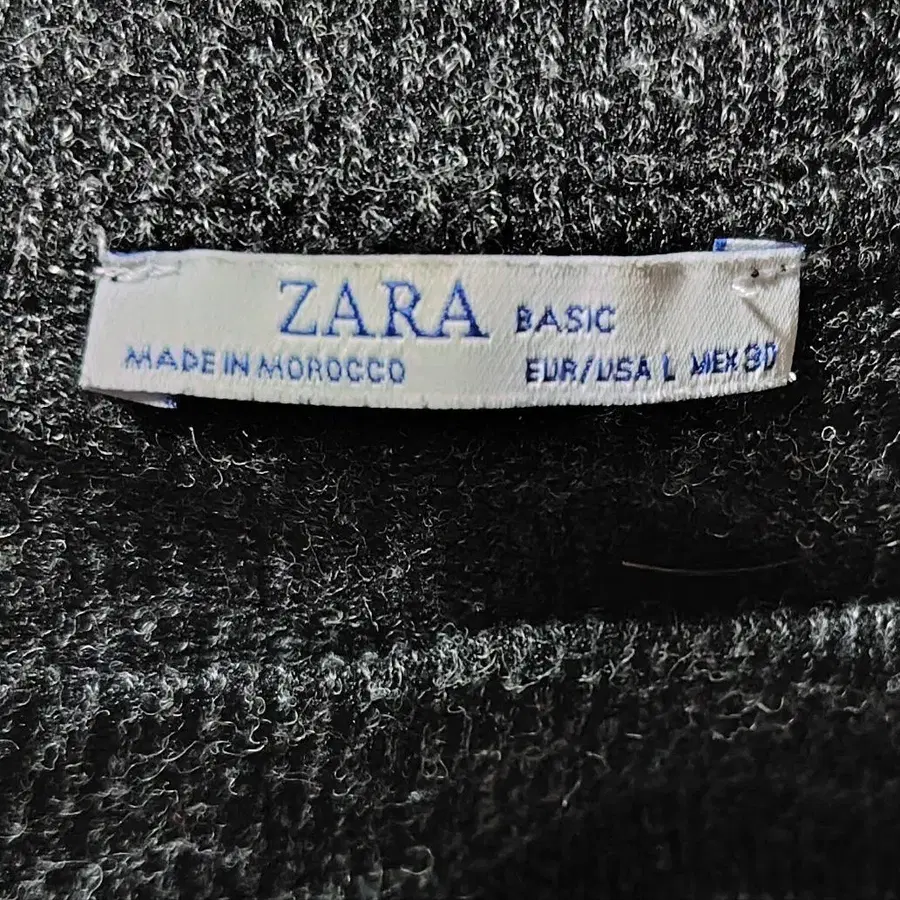 ZARA BASIC
MADE IN MOROCCO EUR/USA L MEX 30